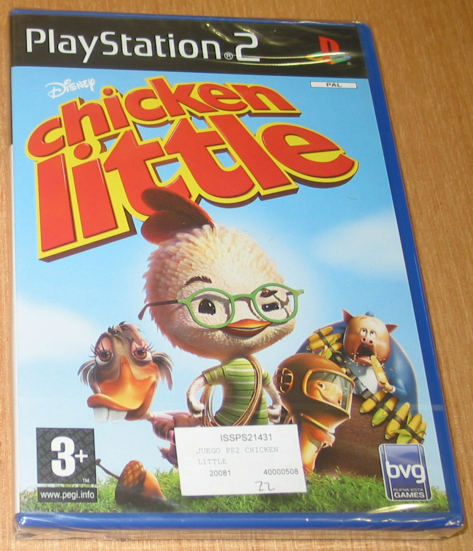 PlayStation®2
PAL
Disney
chicken
little
ISSPS21431
JUEGO PS2 CHICKEN
LITTLE
20081 40000508
22
3+
www.pegi.info
bvg
BUENA VISTA
GAMES